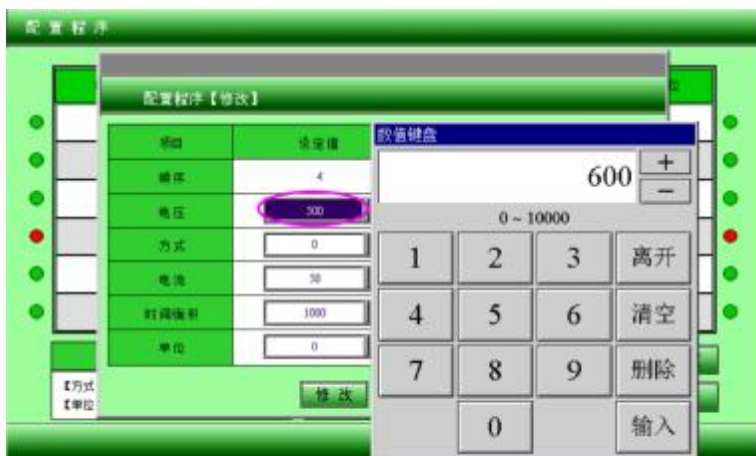 配置程序
配置程序【修改】
项目 设定值
顺序 4
电压 500
方式 0
电流 50
时间面积 1000
单位 0
修改
【方式
【单位
数值键盘
600 + −
0 ~ 10000
1 2 3 离开
4 5 6 清空
7 8 9 删除
0 输入